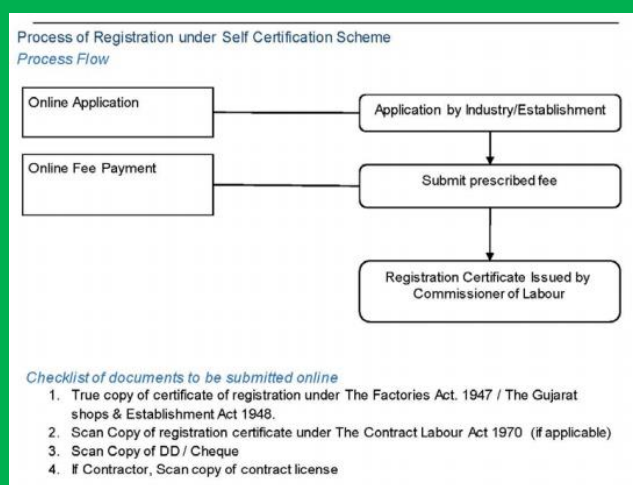 Process of Registration under Self Certification Scheme
Process Flow
Online Application
Application by Industry/Establishment
Online Fee Payment
Submit prescribed fee
Registration Certificate Issued by
Commissioner of Labour
Checklist of documents to be submitted online
1. True copy of certificate of registration under The Factories Act. 1947 / The Gujarat
shops & Establishment Act 1948.
2. Scan Copy of registration certificate under The Contract Labour Act 1970 (if applicable)
3. Scan Copy of DD / Cheque
4. If Contractor, Scan copy of contract license